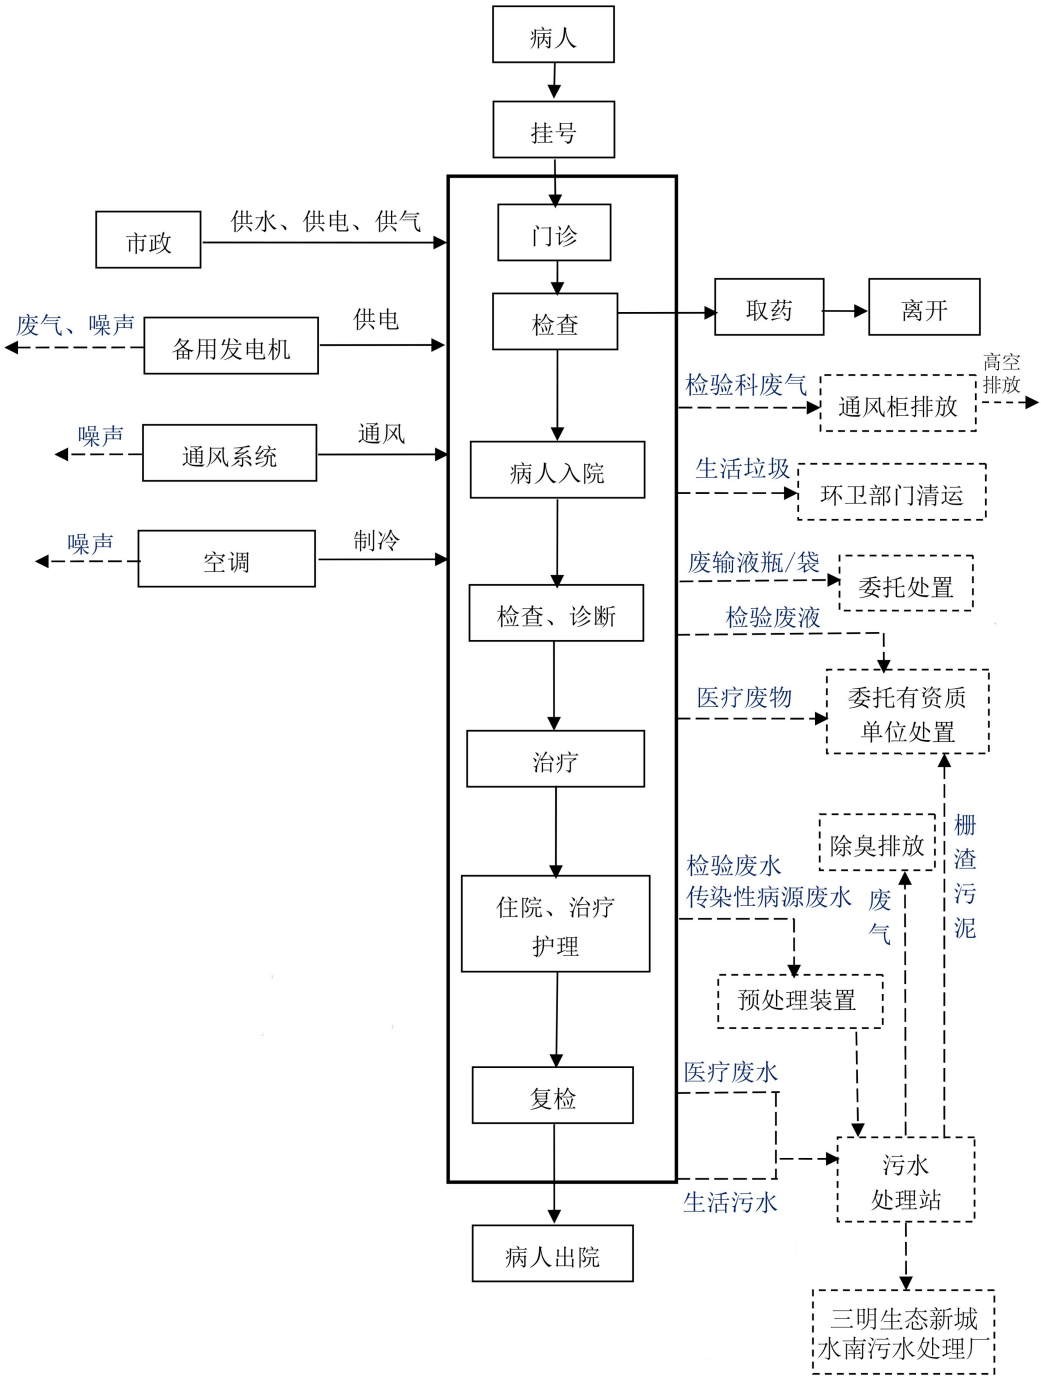 病人
挂号
门诊
供水、供电、供气
市政
检查
取药
离开
废气、噪声
备用发电机
供电
检验科废气
通风柜排放
高空
排放
噪声
通风系统
通风
病人入院
生活垃圾
环卫部门清运
噪声
空调
制冷
废输液瓶/袋
委托处置
检查、诊断
检验废液
医疗废物
委托有资质
单位处置
治疗
除臭排放
栅渣污泥
检验废水
传染性病源废水
废气
住院、治疗
护理
预处理装置
医疗废水
复检
污水
处理站
生活污水
病人出院
三明生态新城
水南污水处理厂